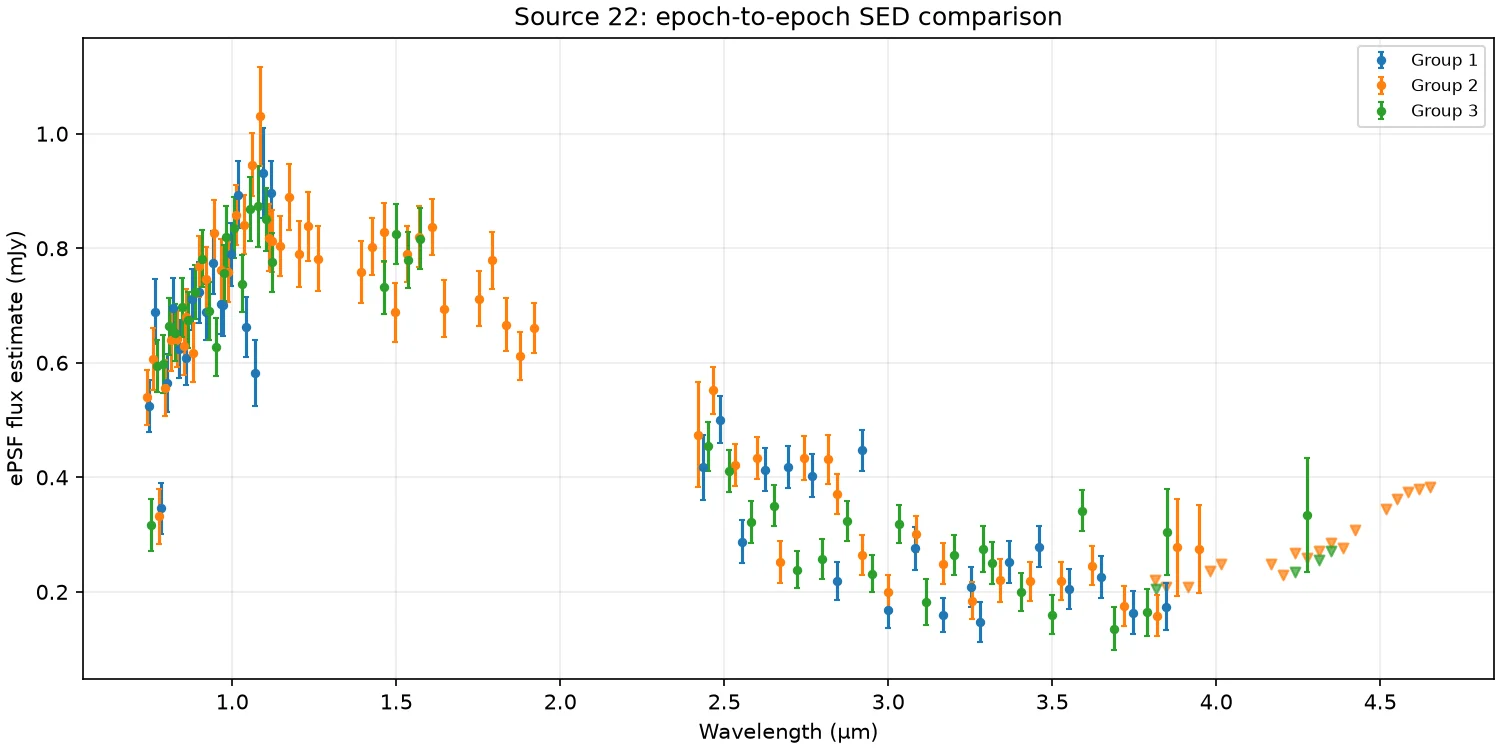 Source 22: epoch-to-epoch SED comparison
Group 1
Group 2
Group 3
ePSF flux estimate (mJy)
1.0
0.8
0.6
0.4
0.2
1.0 1.5 2.0 2.5 3.0 3.5 4.0 4.5
Wavelength (μm)